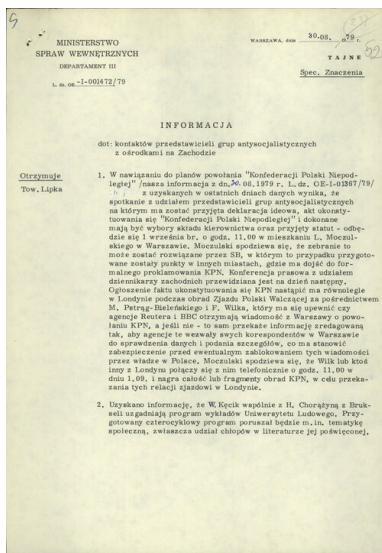 MINISTERSTWO
SPRAW WEWNĘTRZNYCH
DEPARTAMENT III
L. dz. OE-I-001472/79
WARSZAWA, dnia 30.08. 1979 r.
52
TAJNE
Spec. Znaczenia
INFORMACJA
dot: kontaktów przedstawicieli grup antysocjalistycznych
z ośrodkami na Zachodzie
Otrzymuje
Tow. Lipka
1. W nawiązaniu do planów powołania "Konfederacji Polski Niepod-
ległej" /nasza informacja z dn. 08.1979 r. L. dz. OE-I-01367/79/
z uzyskanych w ostatnich dniach danych wynika, że
spotkanie z udziałem przedstawicieli grup antysocjalistycznych
na którym ma zostać przyjęta deklaracja ideowa, akt ukonsty-
tuowania się "Konfederacji Polski Niepodległej" i dokonane
mają być wybory składu kierownictwa oraz przyjęty statut - odbę-
dzie się 1 września br. o godz. 11,00 w mieszkaniu L. Moczul-
skiego w Warszawie. Moczulski spodziewa się, że zebranie to
może zostać rozwiązane przez SB, w którym to przypadku przygoto-
wane zostały punkty w innych miastach, gdzie ma dojść do for-
malnego proklamowania KPN. Konferencja prasowa z udziałem
dziennikarzy zachodnich przewidziana jest na dzień następny.
Ogłoszenie faktu ukonstytuowania się KPN nastąpić ma równolegle
w Londynie podczas obrad Zjazdu Polski Walczącej za pośrednictwem
M. Petrąg-Bielerskiego i F. Wilka, który ma się upewnić czy
agencje Reutera i BBC otrzymają wiadomość z Warszawy o powo-
łaniu KPN, a jeśli nie - to sam przekaże informację zredagowaną
tak, aby agencje te wezwały swych korespondentów w Warszawie
do sprawdzenia danych i podania szczegółów, co ma stanowić
zabezpieczenie przed ewentualnym zablokowaniem tych wiadomości
przez władze w Polsce. Moczulski spodziewa się, że Wilk lub ktoś
inny z Londynu połączy się z nim telefonicznie o godz. 11,00 w
dniu 1.09. i nagra całość lub fragmenty obrad KPN, w celu przeka-
zania tych relacji zjazdowi w Londynie.
2. Uzyskano informację, że W. Kęcik wspólnie z H. Chorążyną z Bruk-
seli uzgadniają program wykładów Uniwersytetu Ludowego. Przy-
gotowany czterocyklowy program poruszał będzie m.in. tematykę
społeczną, zwłaszcza udział chłopów w literaturze jej poświęconej,